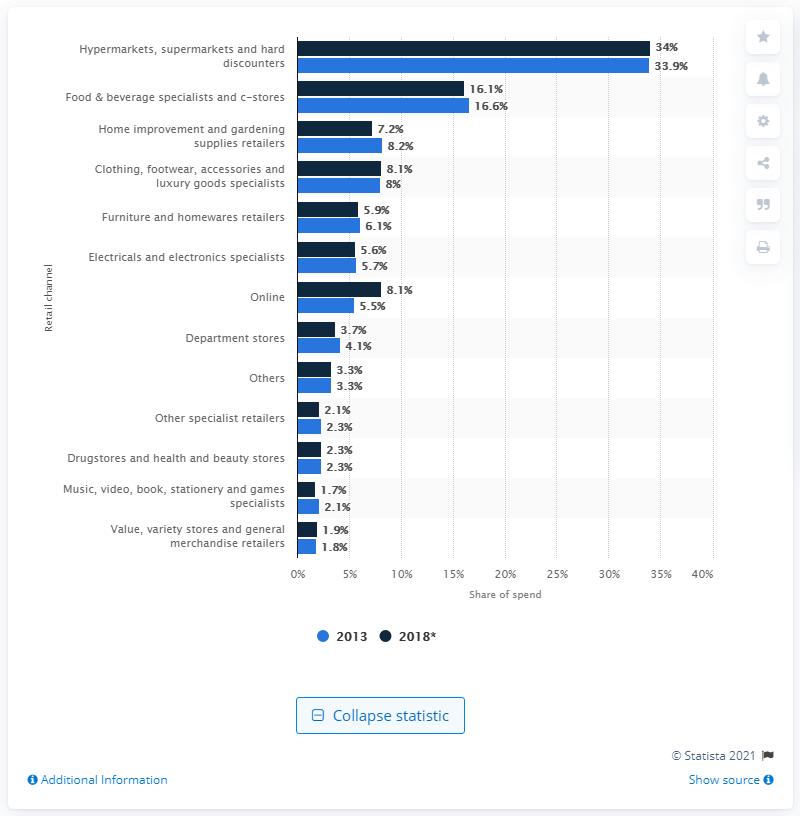 Hypermarkets, supermarkets and hard
discounters
34%
33.9%
Food & beverage specialists and c-stores
16.1%
16.6%
Home improvement and gardening
supplies retailers
7.2%
8.2%
Clothing, footwear, accessories and
luxury goods specialists
8.1%
8%
Furniture and homewares retailers
5.9%
6.1%
Electricals and electronics specialists
5.6%
5.7%
Online
8.1%
5.5%
Department stores
3.7%
4.1%
Others
3.3%
3.3%
Other specialist retailers
2.1%
2.3%
Drugstores and health and beauty stores
2.3%
2.3%
Music, video, book, stationery and games
specialists
1.7%
2.1%
Value, variety stores and general
merchandise retailers
1.9%
1.8%
Retail channel
0% 5% 10% 15% 20% 25% 30% 35% 40%
Share of spend
2013 2018*
Collapse statistic
© Statista 2021
Additional Information
Show source